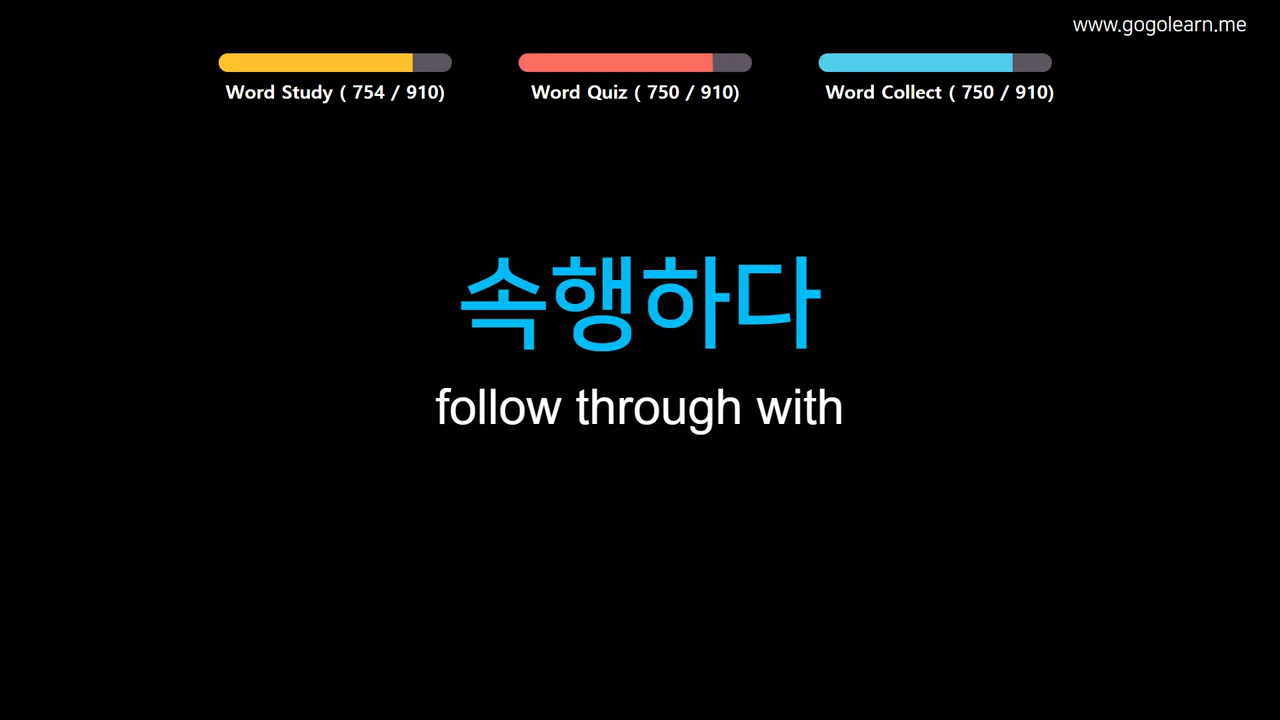 www.gogolearn.me
Word Study ( 754 / 910)
Word Quiz ( 750 / 910)
Word Collect ( 750 / 910)
속행하다
follow through with